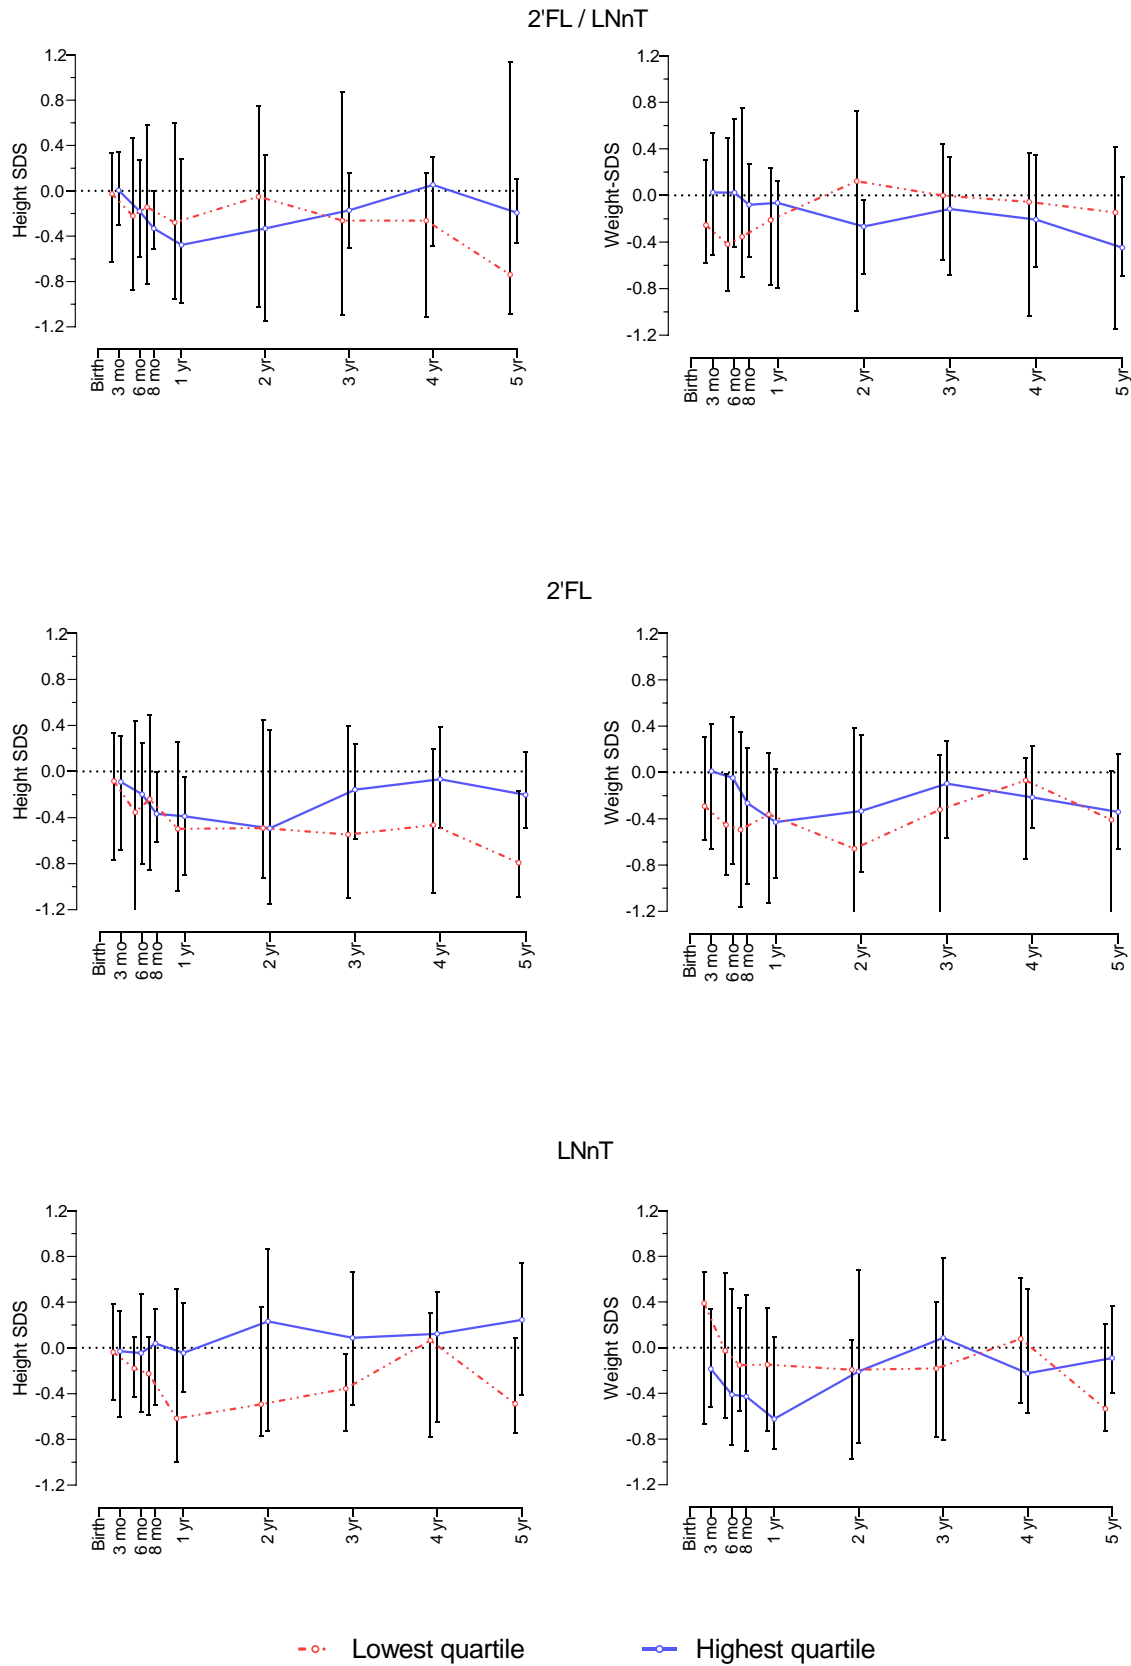 2'FL / LNnT
Height SDS
1.2
0.8
0.4
0.0
-0.4
-0.8
-1.2
Birth
3 mo
6 mo
8 mo
1 yr
2 yr
3 yr
4 yr
5 yr
Weight-SDS
1.2
0.8
0.4
0.0
-0.4
-0.8
-1.2
Birth
3 mo
6 mo
8 mo
1 yr
2 yr
3 yr
4 yr
5 yr
2'FL
Height SDS
1.2
0.8
0.4
0.0
-0.4
-0.8
-1.2
Birth
3 mo
6 mo
8 mo
1 yr
2 yr
3 yr
4 yr
5 yr
Weight SDS
1.2
0.8
0.4
0.0
-0.4
-0.8
-1.2
Birth
3 mo
6 mo
8 mo
1 yr
2 yr
3 yr
4 yr
5 yr
LNnT
Height SDS
1.2
0.8
0.4
0.0
-0.4
-0.8
-1.2
Birth
3 mo
6 mo
8 mo
1 yr
2 yr
3 yr
4 yr
5 yr
Weight SDS
1.2
0.8
0.4
0.0
-0.4
-0.8
-1.2
Birth
3 mo
6 mo
8 mo
1 yr
2 yr
3 yr
4 yr
5 yr
Lowest quartile
Highest quartile